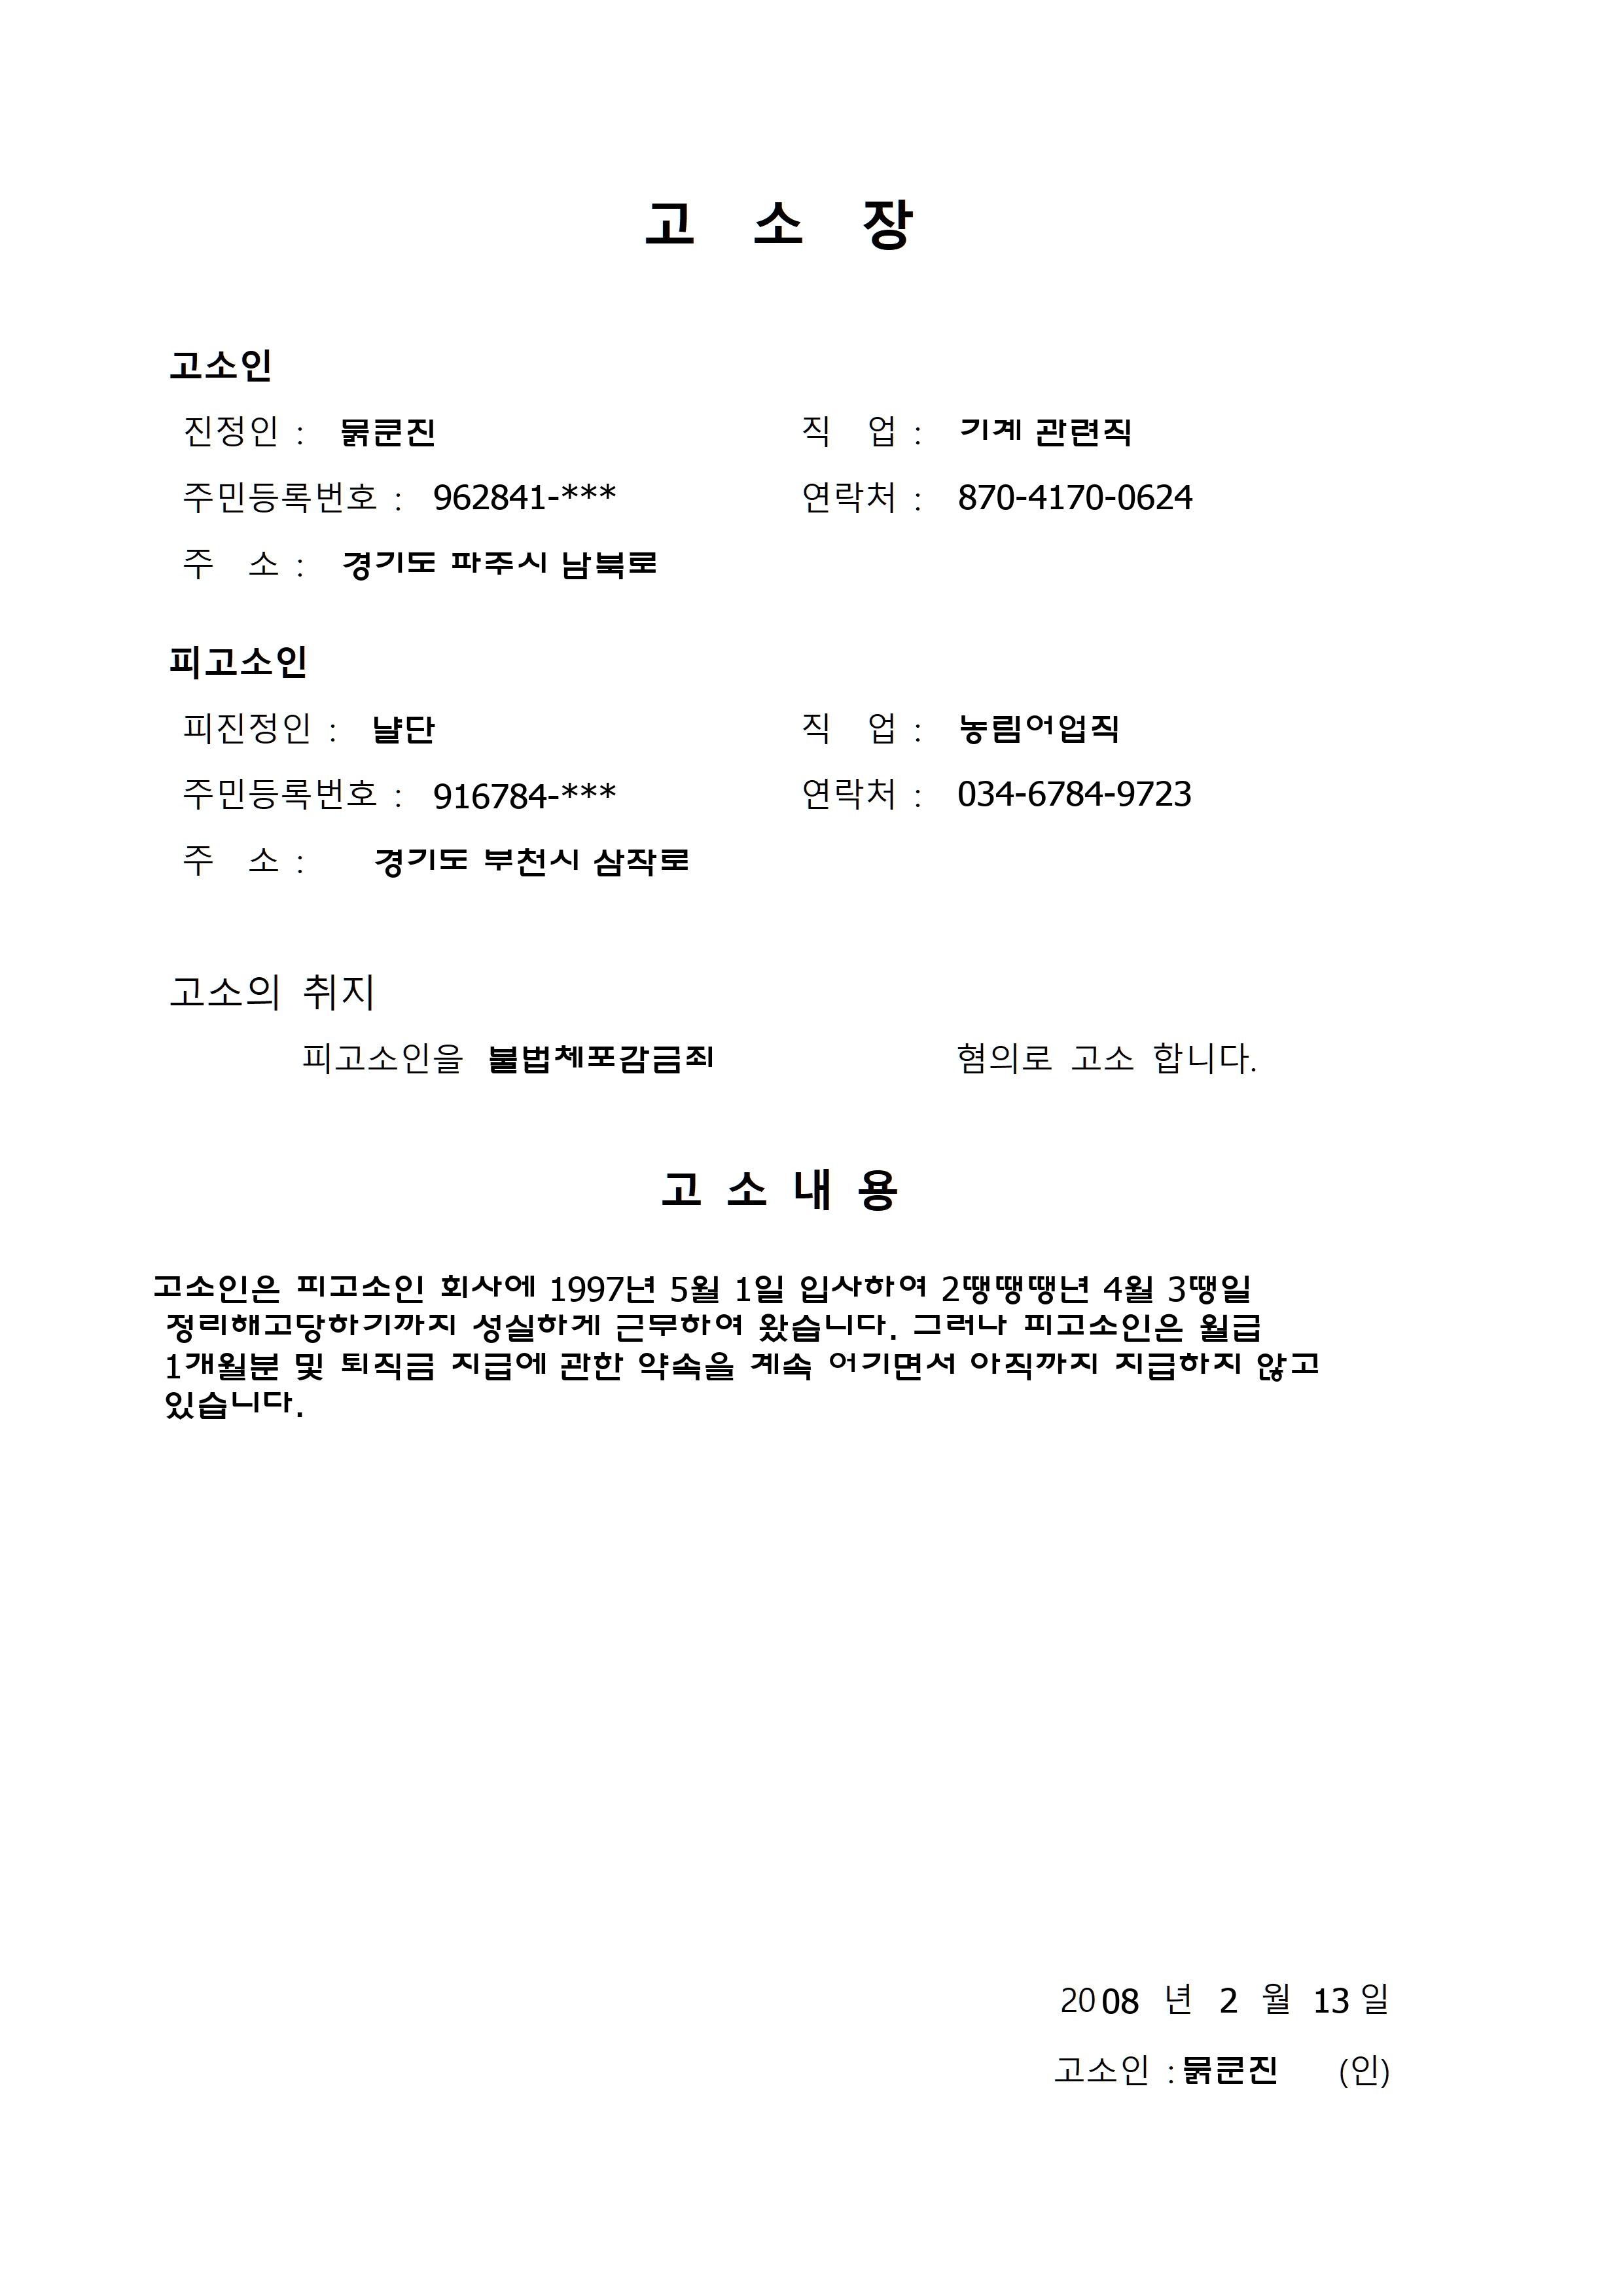 고 소 장
고소인
진정인 : 묽쿤진 직 업 : 기계 관련직
주민등록번호 : 962841-*** 연락처 : 870-4170-0624
주 소 : 경기도 파주시 남북로
피고소인
피진정인 : 냘단 직 업 : 농림어업직
주민등록번호 : 916784-*** 연락처 : 034-6784-9723
주 소 : 경기도 부천시 삼작로
고소의 취지
피고소인을 불법체포감금죄 혐의로 고소 합니다.
고 소 내 용
고소인은 피고소인 회사에 1997년 5월 1일 입사하여 2땡땡땡년 4월 3땡일
정리해고당하기까지 성실하게 근무하여 왔습니다. 그러나 피고소인은 월급
1개월분 및 퇴직금 지급에 관한 약속을 계속 어기면서 아직까지 지급하지 않고
있습니다.
2008 년 2 월 13 일
고소인 : 묽쿤진 (인)